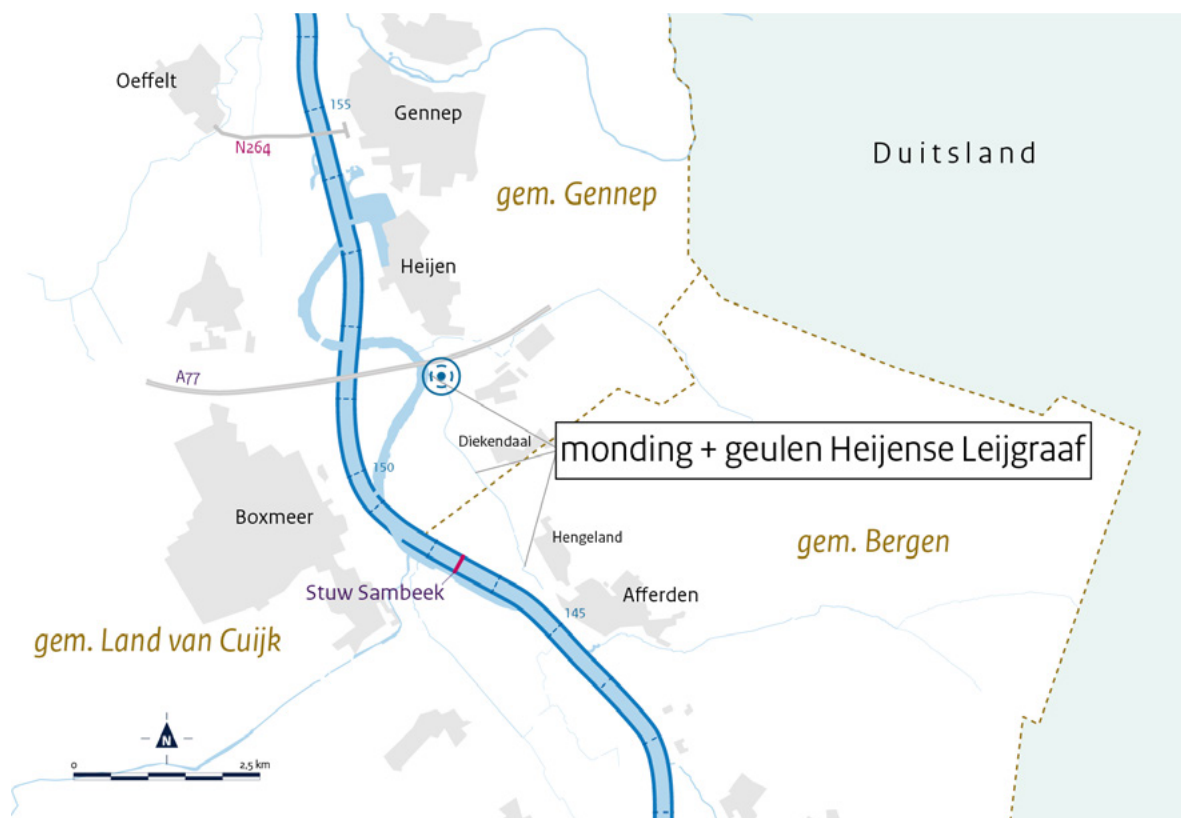 Oeffelt
155
Gennep
N264
Duitsland
gem. Gennep
Heijen
A77
Diekendaal
monding + geulen Heijense Leijgraaf
150
Boxmeer
Hengeland
gem. Bergen
Stuw Sambeek
Afferden
145
gem. Land van Cuijk
N
0 2,5 km